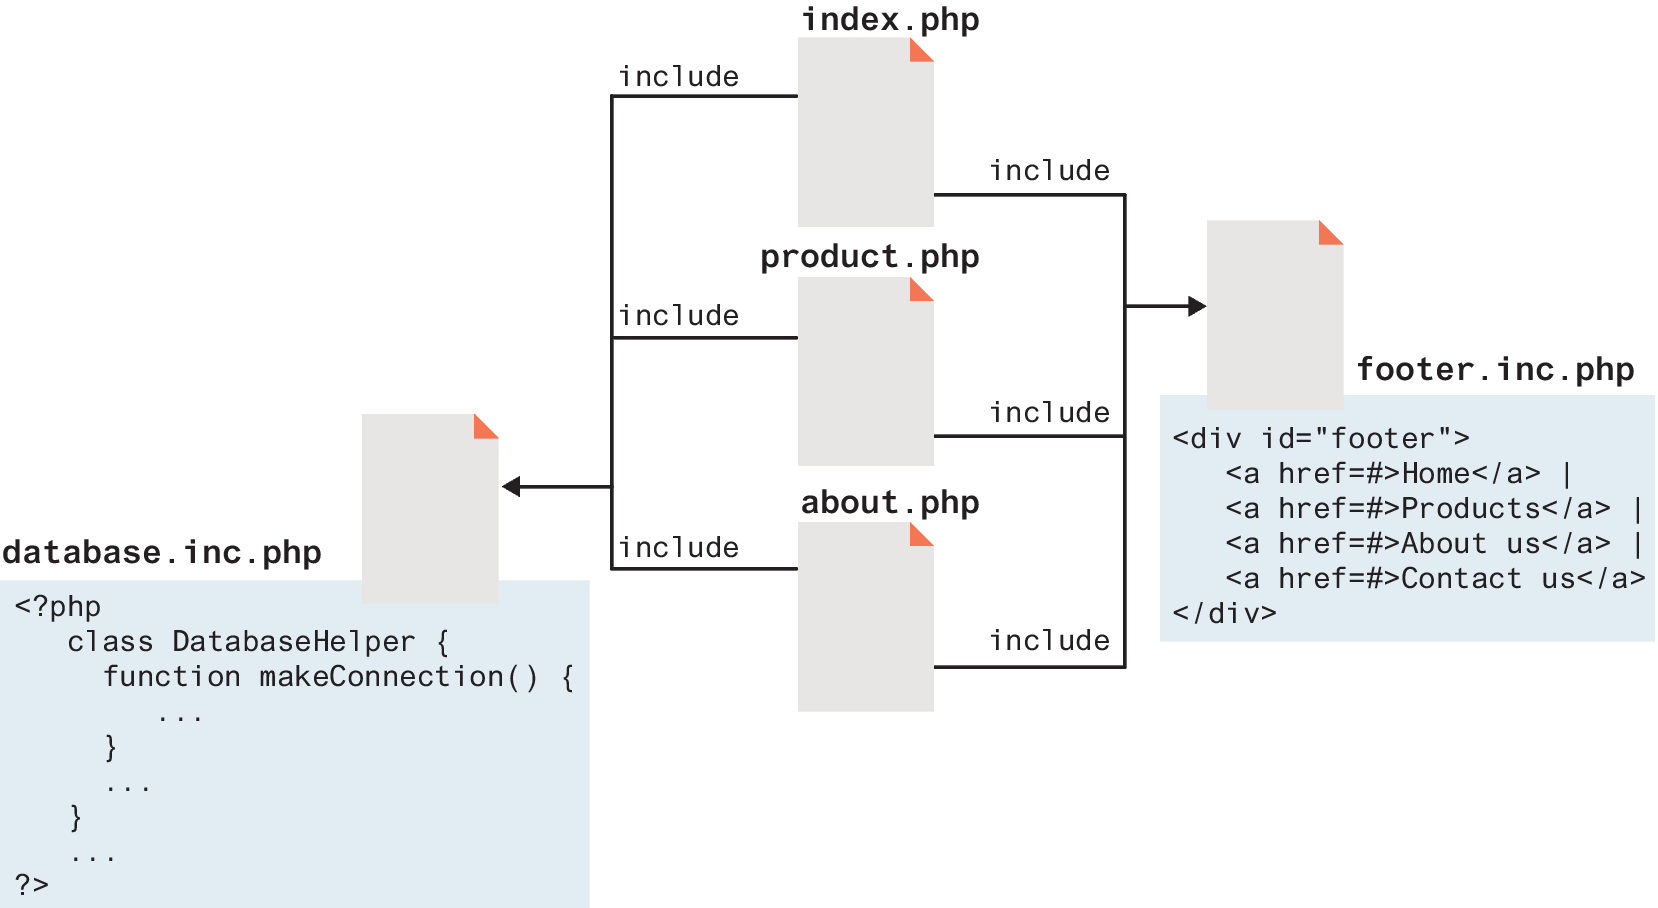 index.php
include
include
product.php
include
include
about.php
include
include
database.inc.php
<?php
   class DatabaseHelper {
     function makeConnection() {
        ...
     }
     ...
   }
   ...
?>
footer.inc.php
<div id="footer">
   <a href=#>Home</a> |
   <a href=#>Products</a> |
   <a href=#>About us</a> |
   <a href=#>Contact us</a>
</div>